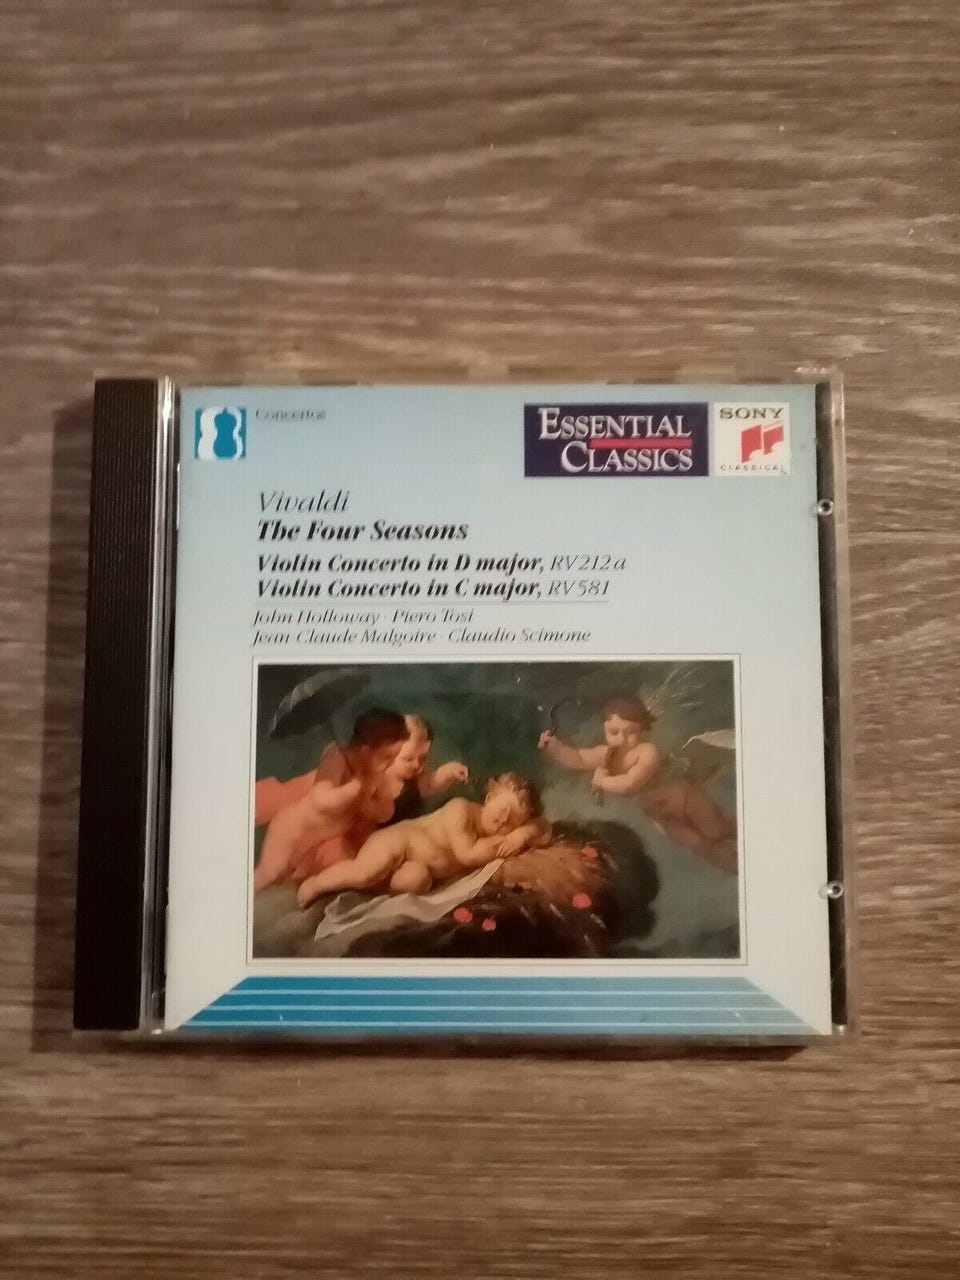 Concertos
ESSENTIAL
CLASSICS
SONY
CLASSICAL
Vivaldi
The Four Seasons
Violin Concerto in D major, RV 212a
Violin Concerto in C major, RV 581
John Holloway · Piero Tosi
Jean-Claude Malgoire · Claudio Scimone